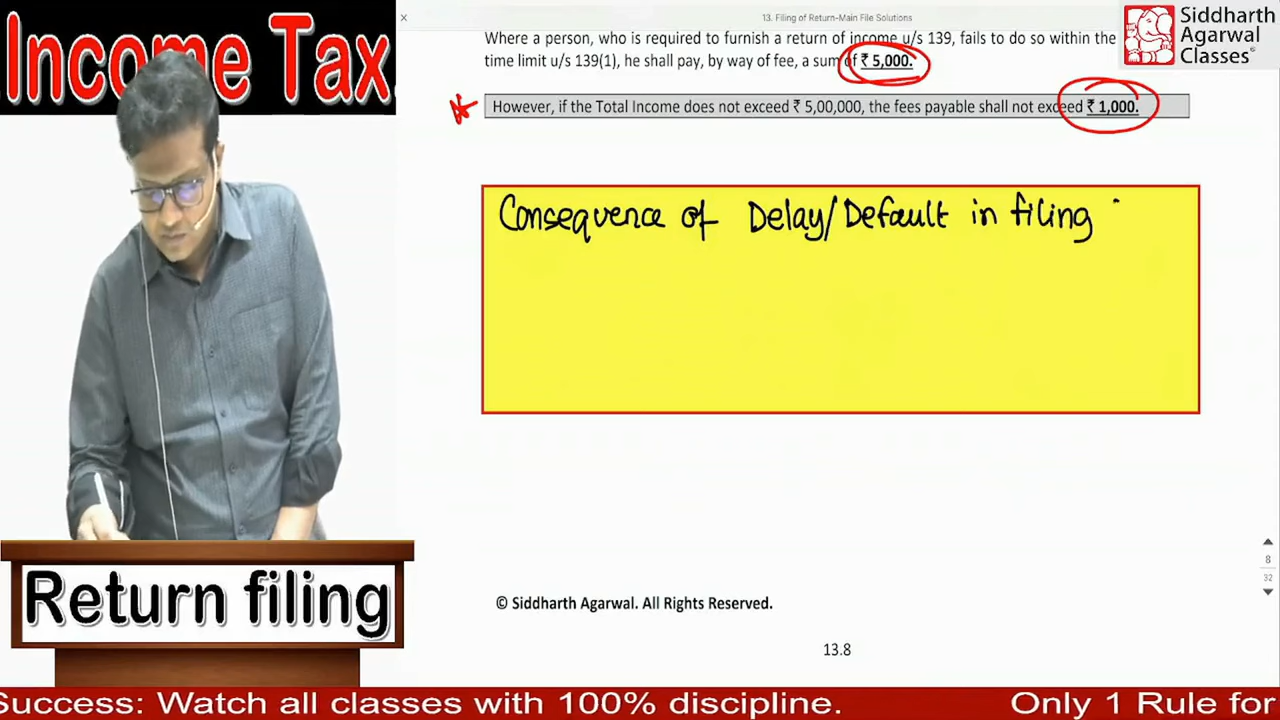 Income Tax.
×
13. Filing of Return-Main File Solutions
Siddharth
Agarwal
Classes®
Where a person, who is required to furnish a return of income u/s 139, fails to do so within the
time limit u/s 139(1), he shall pay, by way of fee, a sum of ₹ 5,000.
However, if the Total Income does not exceed ₹ 5,00,000, the fees payable shall not exceed ₹ 1,000.
Consequence of Delay/Default in filing
8
32
© Siddharth Agarwal. All Rights Reserved.
13.8
Return filing
Success: Watch all classes with 100% discipline. Only 1 Rule for